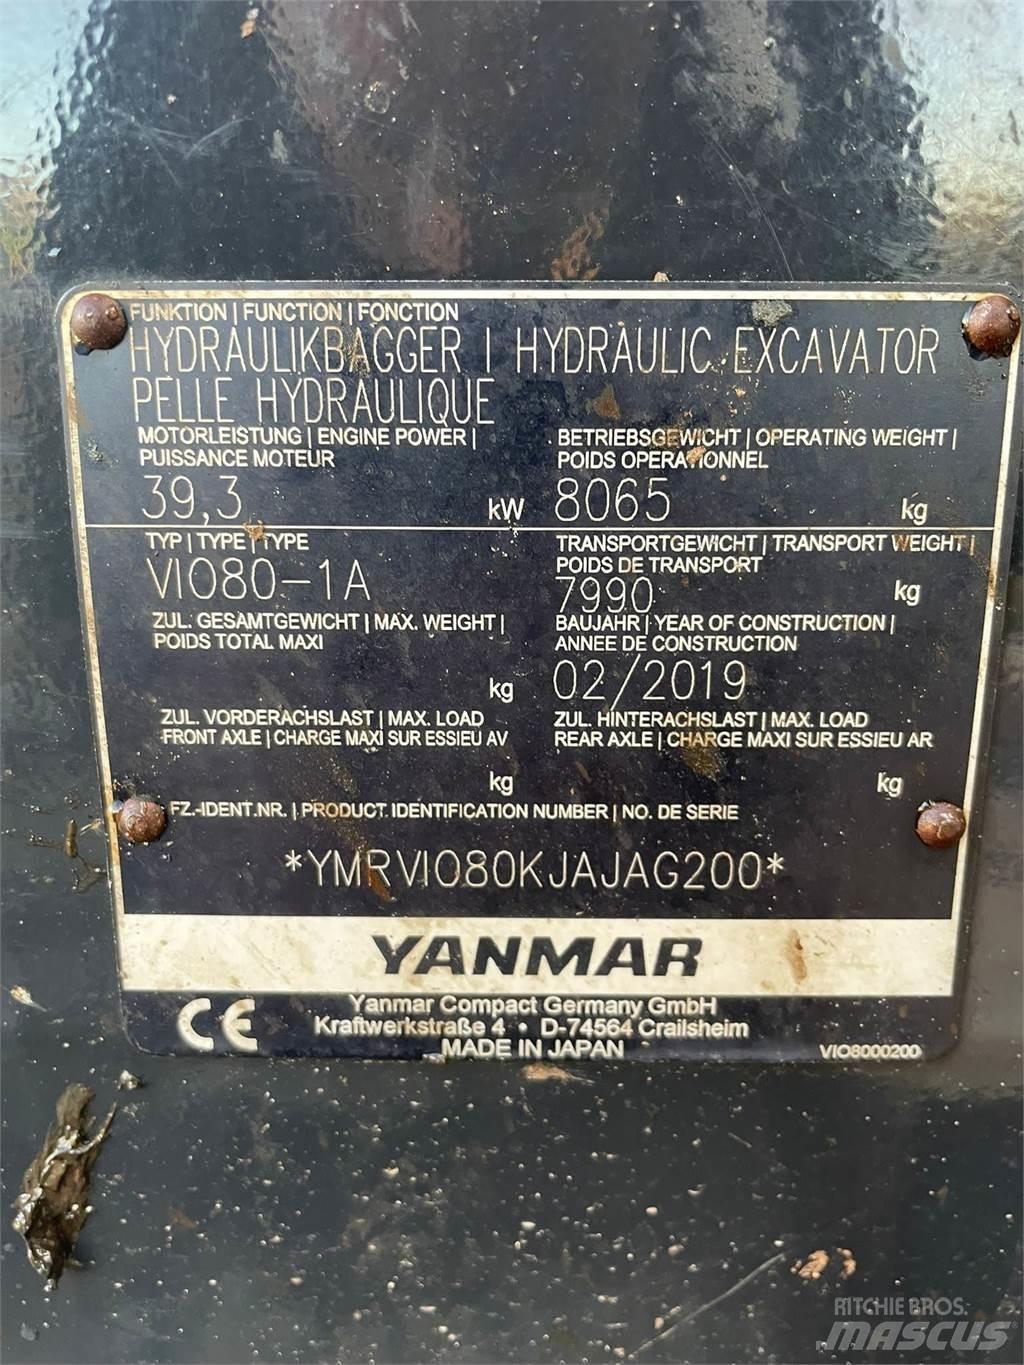 FUNKTION | FUNCTION | FONCTION
HYDRAULIKBAGGER | HYDRAULIC EXCAVATOR
PELLE HYDRAULIQUE
MOTORLEISTUNG | ENGINE POWER |
PUISSANCE MOTEUR
39,3 kW
BETRIEBSGEWICHT | OPERATING WEIGHT |
POIDS OPERATIONNEL
8065 kg
TYP | TYPE | TYPE
VIO80-1A
TRANSPORTGEWICHT | TRANSPORT WEIGHT |
POIDS DE TRANSPORT
7990 kg
ZUL. GESAMTGEWICHT | MAX. WEIGHT |
POIDS TOTAL MAXI
kg
BAUJAHR | YEAR OF CONSTRUCTION |
ANNEE DE CONSTRUCTION
02/2019
ZUL. VORDERACHSLAST | MAX. LOAD
FRONT AXLE | CHARGE MAXI SUR ESSIEU AV
kg
ZUL. HINTERACHSLAST | MAX. LOAD
REAR AXLE | CHARGE MAXI SUR ESSIEU AR
kg
FZ.-IDENT.NR. | PRODUCT IDENTIFICATION NUMBER | NO. DE SERIE
*YMRVIO80KJAJAG200*
YANMAR
CE
Yanmar Compact Germany GmbH
Kraftwerkstraße 4 • D-74564 Crailsheim
MADE IN JAPAN
VIO8000200
RITCHIE BROS.
MASCUS